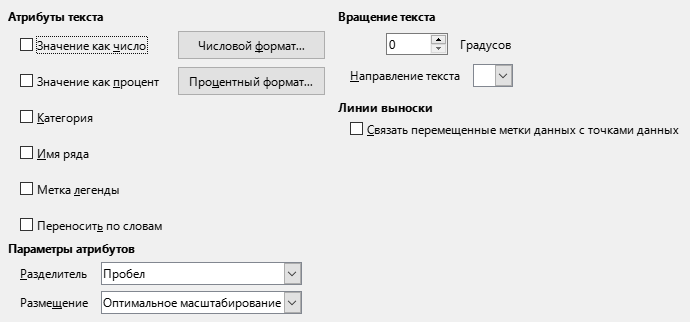 Атрибуты текста
Значение как число
Числовой формат...
Значение как процент
Процентный формат...
Категория
Имя ряда
Метка легенды
Переносить по словам
Параметры атрибутов
Разделитель
Пробел
Размещение
Оптимальное масштабирование
Вращение текста
0
Градусов
Направление текста
Линии выноски
Связать перемещенные метки данных с точками данных